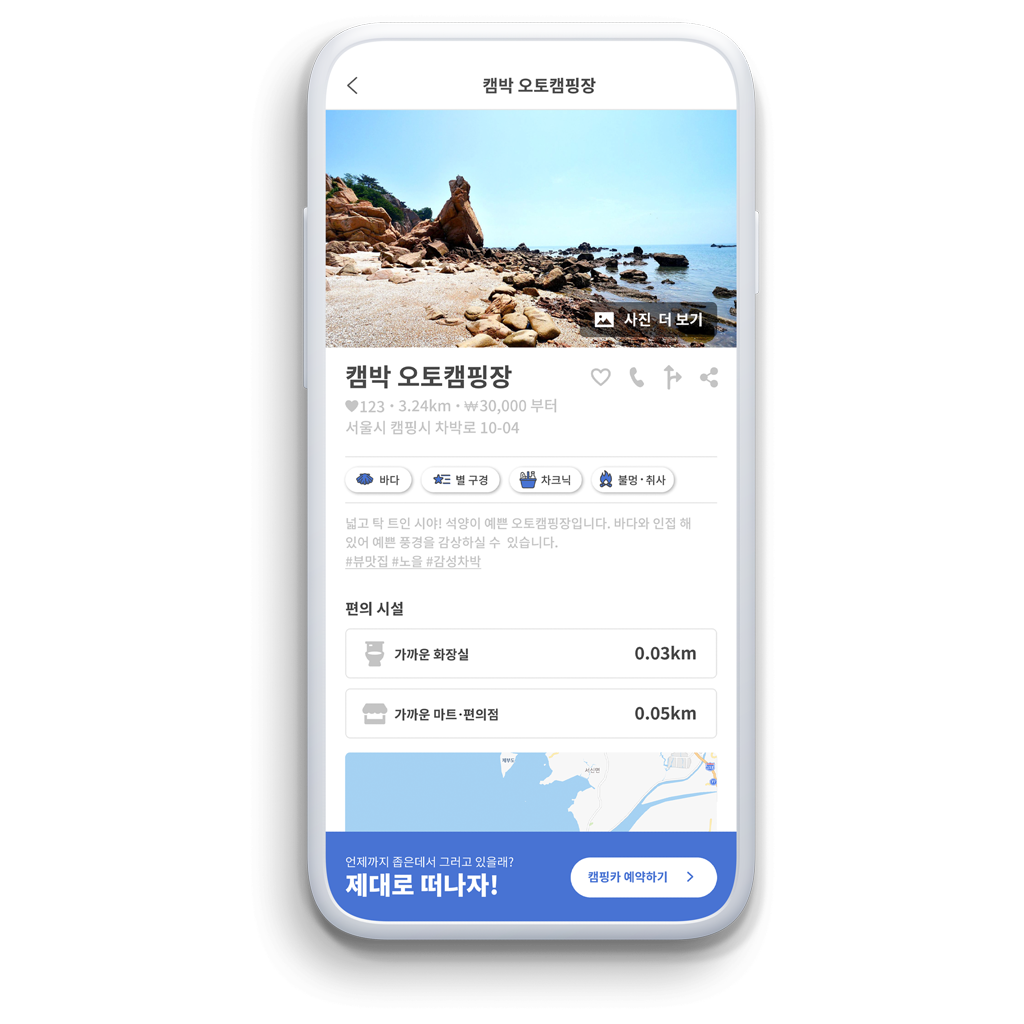 캠박 오토캠핑장
사진 더 보기
캠박 오토캠핑장
123 · 3.24km · ₩30,000 부터
서울시 캠핑시 차박로 10-04
바다
별 구경
차크닉
불멍·취사
넓고 탁 트인 시야! 석양이 예쁜 오토캠핑장입니다. 바다와 인접 해
있어 예쁜 풍경을 감상하실 수 있습니다.
#뷰맛집 #노을 #감성차박
편의 시설
가까운 화장실 0.03km
가까운 마트·편의점 0.05km
제부도
서신면
언제까지 좁은데서 그러고 있을래?
제대로 떠나자!
캠핑카 예약하기